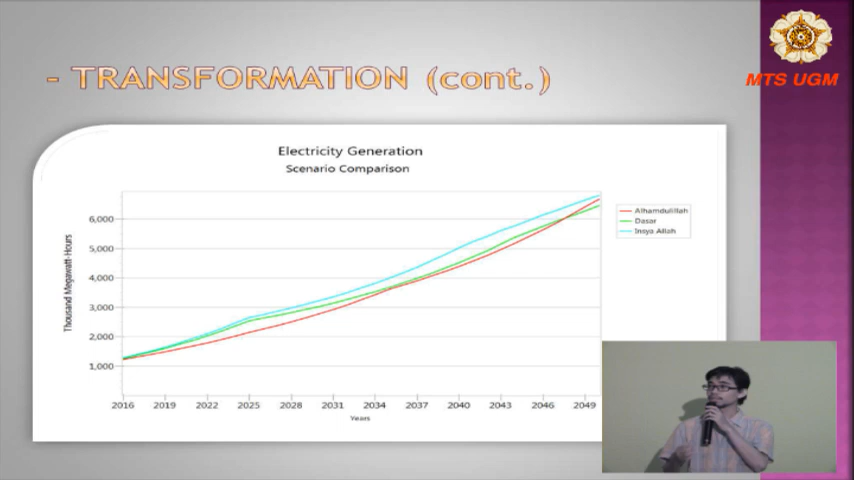 - TRANSFORMATION (cont.)
MTS UGM
Electricity Generation
Scenario Comparison
Thousand Megawatt-Hours
6,000
5,000
4,000
3,000
2,000
1,000
2016 2019 2022 2025 2028 2031 2034 2037 2040 2043 2046 2049
Years
Alhamdulillah
Dasar
Insya Allah